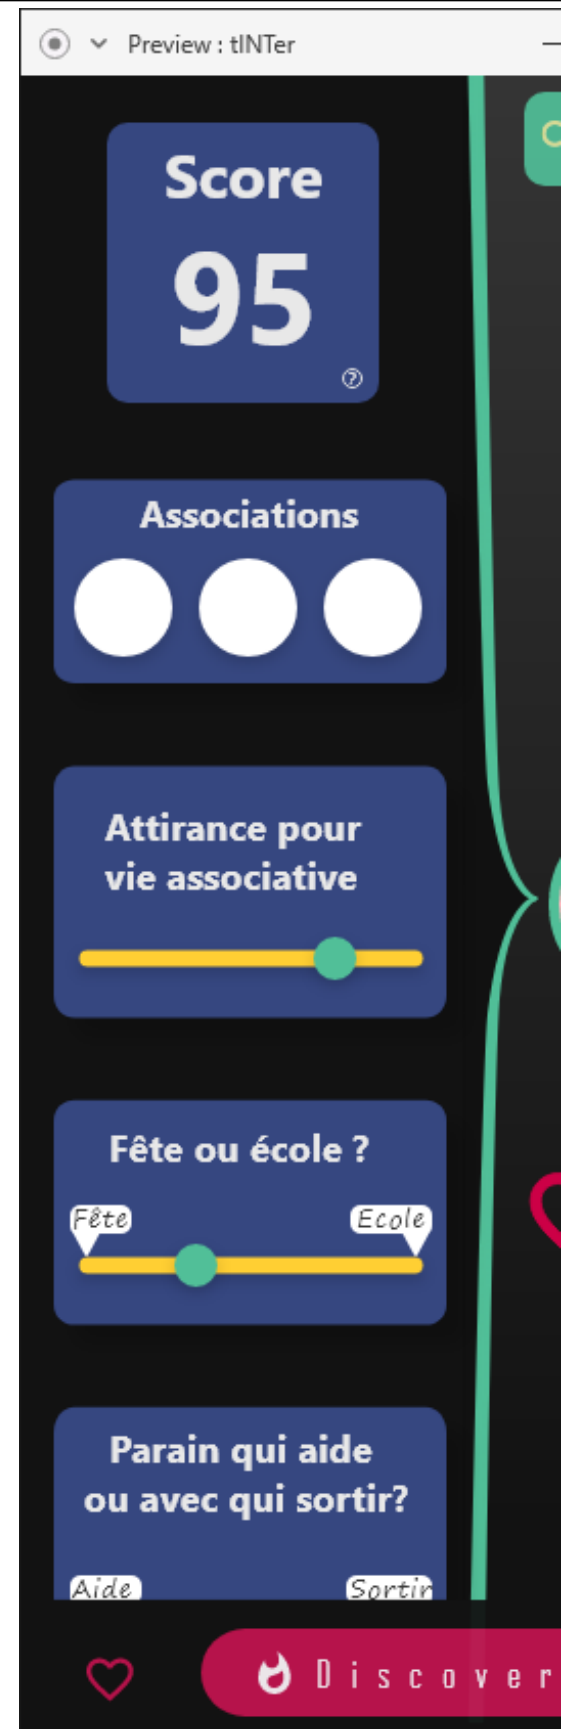 Preview : tINTer
Score
95
Associations
Attirance pour
vie associative
Fête ou école ?
Fête Ecole
Parain qui aide
ou avec qui sortir?
Aide Sortir
Discover